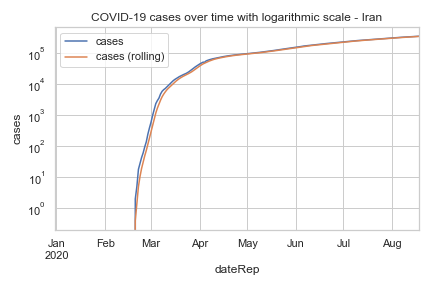 COVID-19 cases over time with logarithmic scale - Iran
cases
cases (rolling)
10⁵
10⁴
10³
10²
10¹
10⁰
cases
Jan Feb Mar Apr May Jun Jul Aug
2020
dateRep